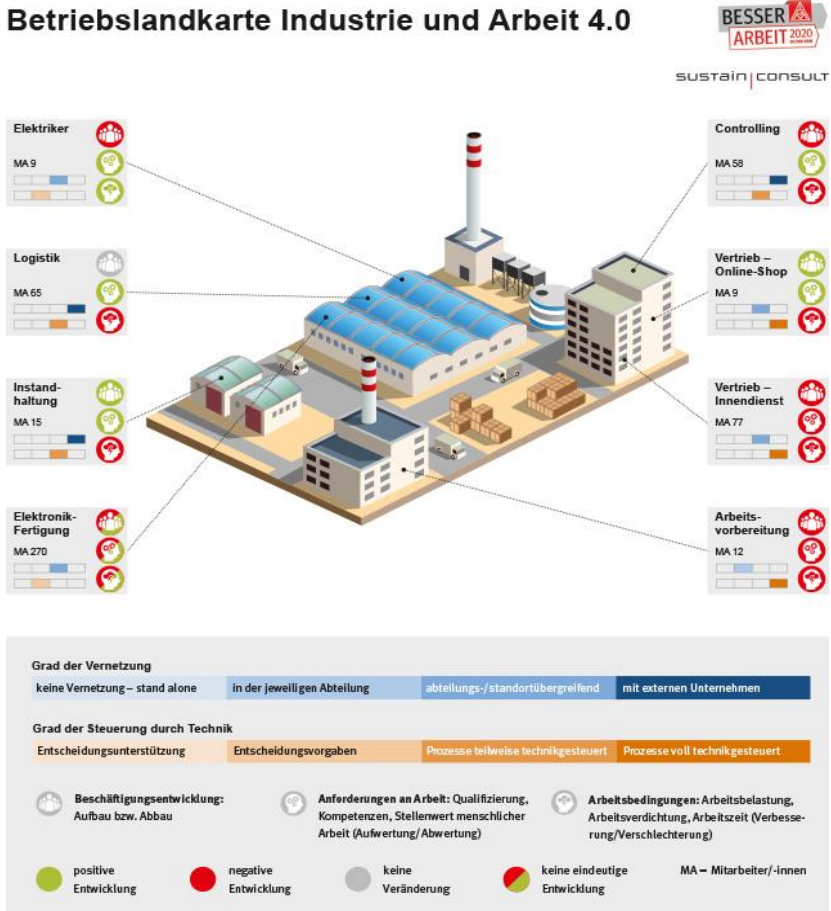 Betriebslandkarte Industrie und Arbeit 4.0
BESSER
ARBEIT 2020
sustain|consult
Elektriker
MA 9
Logistik
MA 65
Instand-
haltung
MA 15
Elektronik-
Fertigung
MA 270
Controlling
MA 58
Vertrieb –
Online-Shop
MA 9
Vertrieb –
Innendienst
MA 77
Arbeits-
vorbereitung
MA 12
Grad der Vernetzung
keine Vernetzung – stand alone in der jeweiligen Abteilung abteilungs-/standortübergreifend mit externen Unternehmen
Grad der Steuerung durch Technik
Entscheidungsunterstützung Entscheidungsvorgaben Prozesse teilweise technikgesteuert Prozesse voll technikgesteuert
Beschäftigungsentwicklung:
Aufbau bzw. Abbau
Anforderungen an Arbeit: Qualifizierung,
Kompetenzen, Stellenwert menschlicher
Arbeit (Aufwertung/Abwertung)
Arbeitsbedingungen: Arbeitsbelastung,
Arbeitsverdichtung, Arbeitszeit (Verbesse-
rung/Verschlechterung)
positive
Entwicklung
negative
Entwicklung
keine
Veränderung
keine eindeutige
Entwicklung
MA – Mitarbeiter/-innen